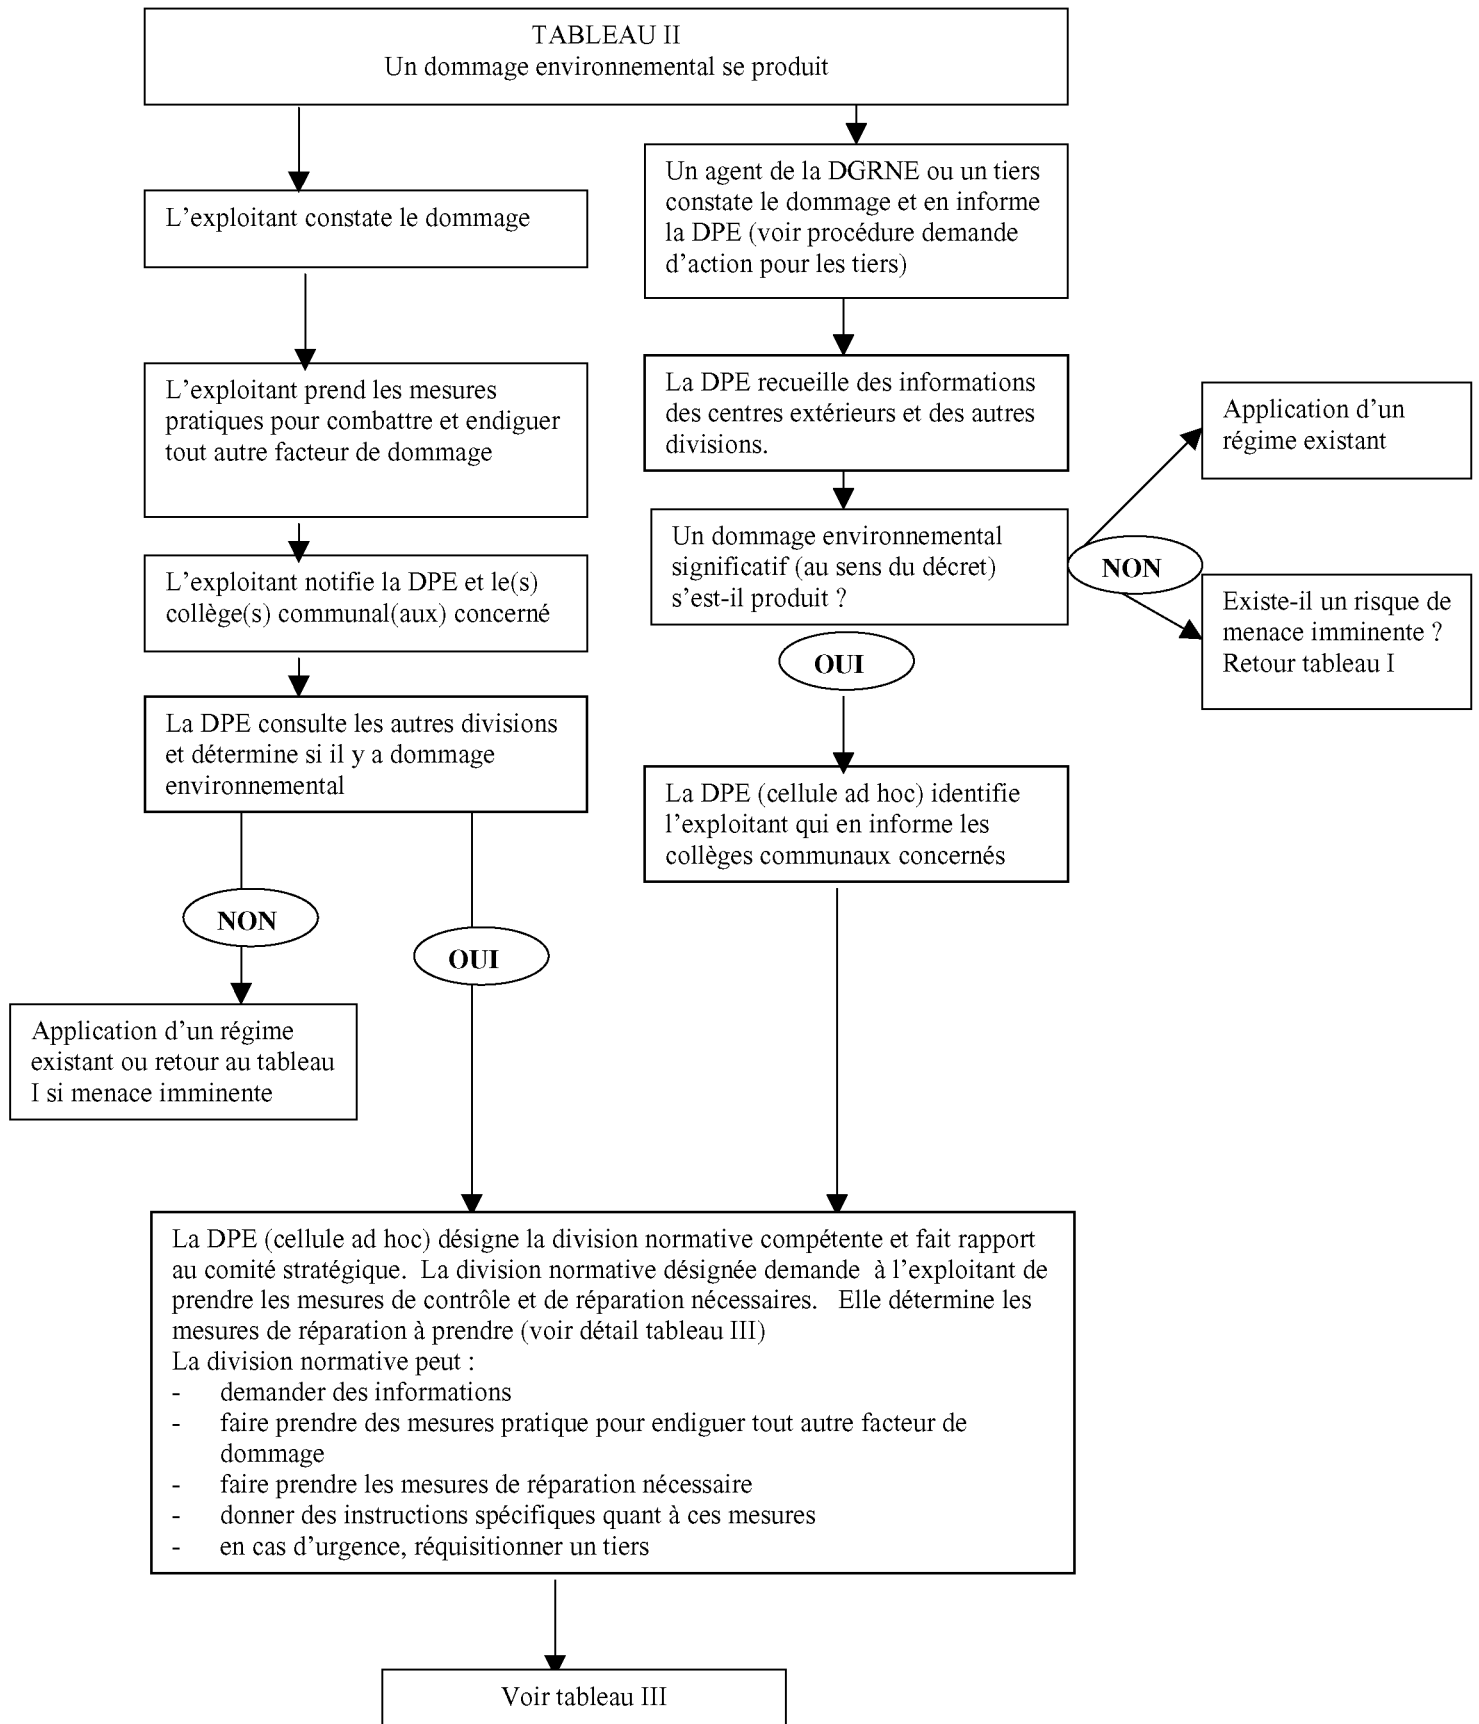 TABLEAU II
Un dommage environnemental se produit
L’exploitant constate le dommage
Un agent de la DGRNE ou un tiers
constate le dommage et en informe
la DPE (voir procédure demande
d’action pour les tiers)
L’exploitant prend les mesures
pratiques pour combattre et endiguer
tout autre facteur de dommage
La DPE recueille des informations
des centres extérieurs et des autres
divisions.
Application d’un
régime existant
Un dommage environnemental
significatif (au sens du décret)
s’est-il produit ?
NON
L’exploitant notifie la DPE et le(s)
collège(s) communal(aux) concerné
Existe-il un risque de
menace imminente ?
Retour tableau I
OUI
La DPE consulte les autres divisions
et détermine si il y a dommage
environnemental
La DPE (cellule ad hoc) identifie
l’exploitant qui en informe les
collèges communaux concernés
NON
OUI
Application d’un régime
existant ou retour au tableau
I si menace imminente
La DPE (cellule ad hoc) désigne la division normative compétente et fait rapport
au comité stratégique.  La division normative désignée demande  à l’exploitant de
prendre les mesures de contrôle et de réparation nécessaires.   Elle détermine les
mesures de réparation à prendre (voir détail tableau III)
La division normative peut :
- demander des informations
- faire prendre des mesures pratique pour endiguer tout autre facteur de
dommage
- faire prendre les mesures de réparation nécessaire
- donner des instructions spécifiques quant à ces mesures
- en cas d’urgence, réquisitionner un tiers
Voir tableau III